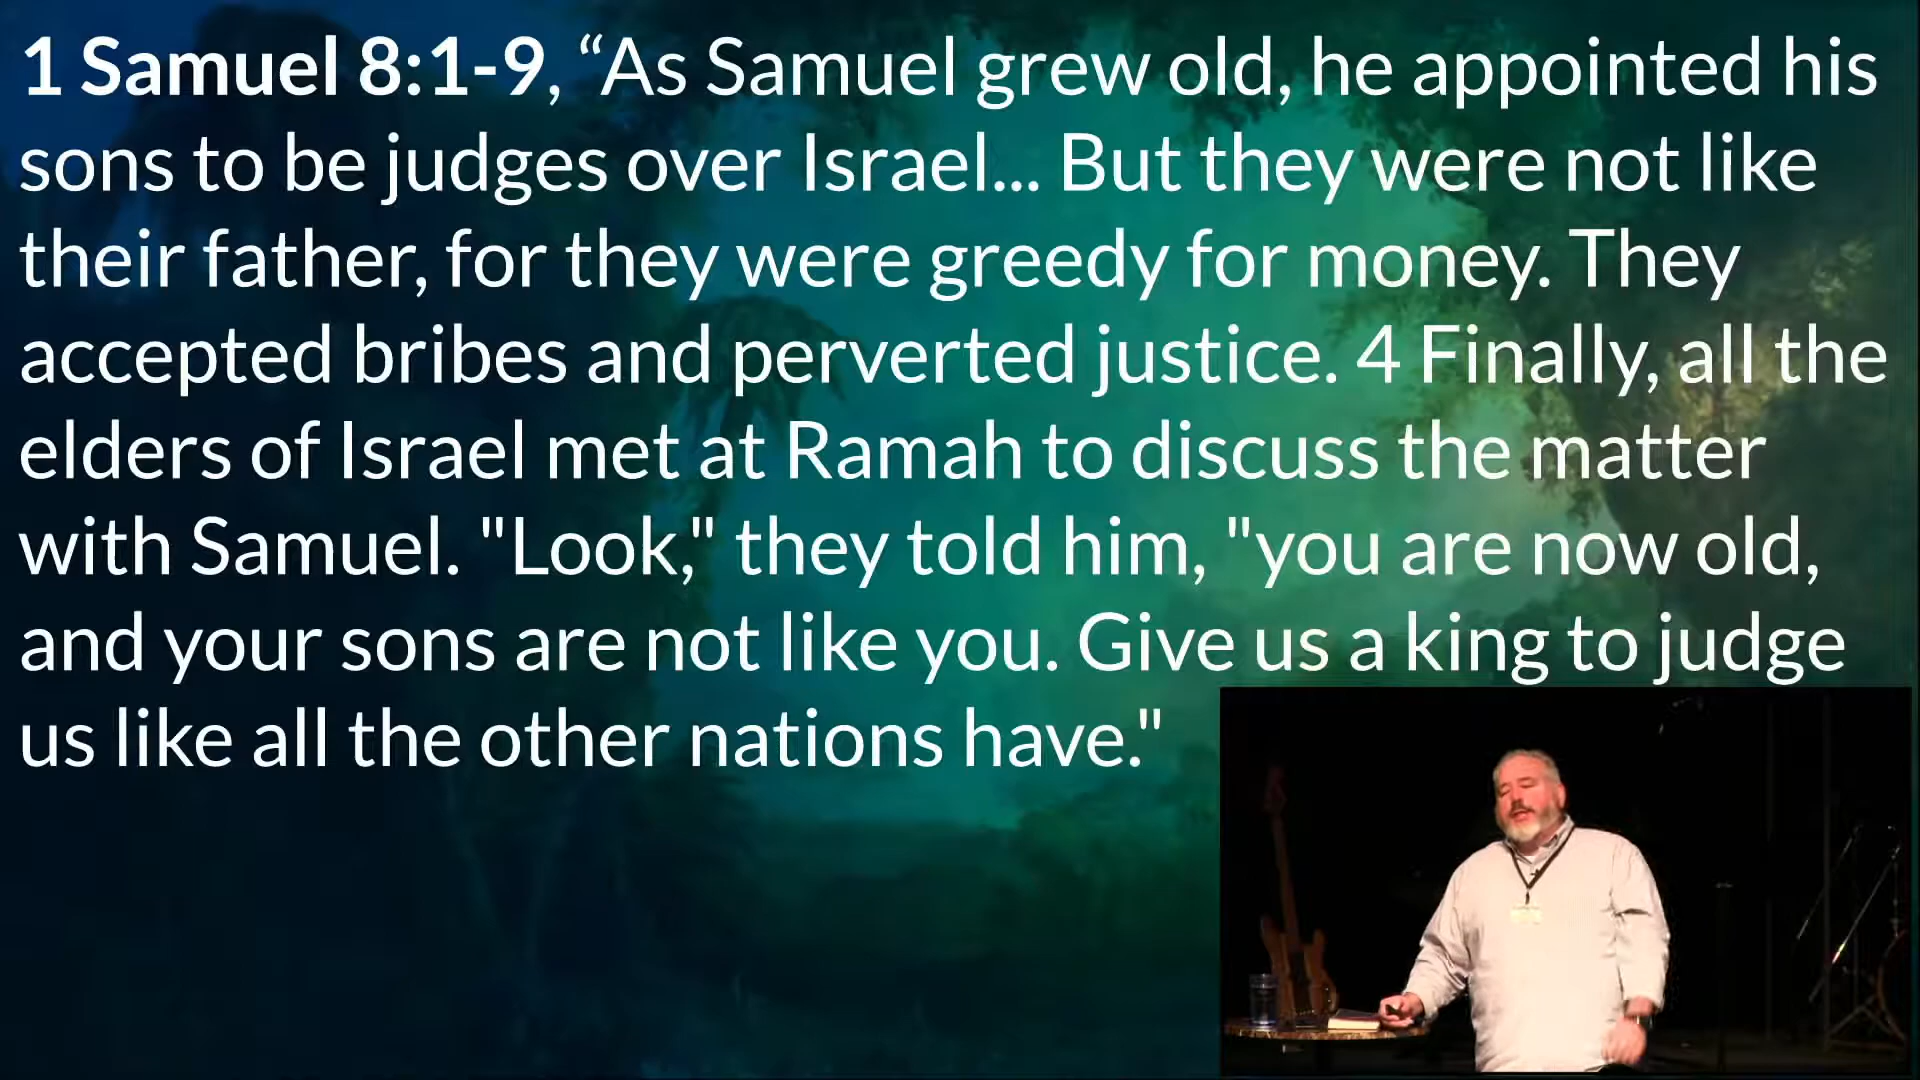 1 Samuel 8:1-9, “As Samuel grew old, he appointed his
sons to be judges over Israel... But they were not like
their father, for they were greedy for money. They
accepted bribes and perverted justice. 4 Finally, all the
elders of Israel met at Ramah to discuss the matter
with Samuel. "Look," they told him, "you are now old,
and your sons are not like you. Give us a king to judge
us like all the other nations have."